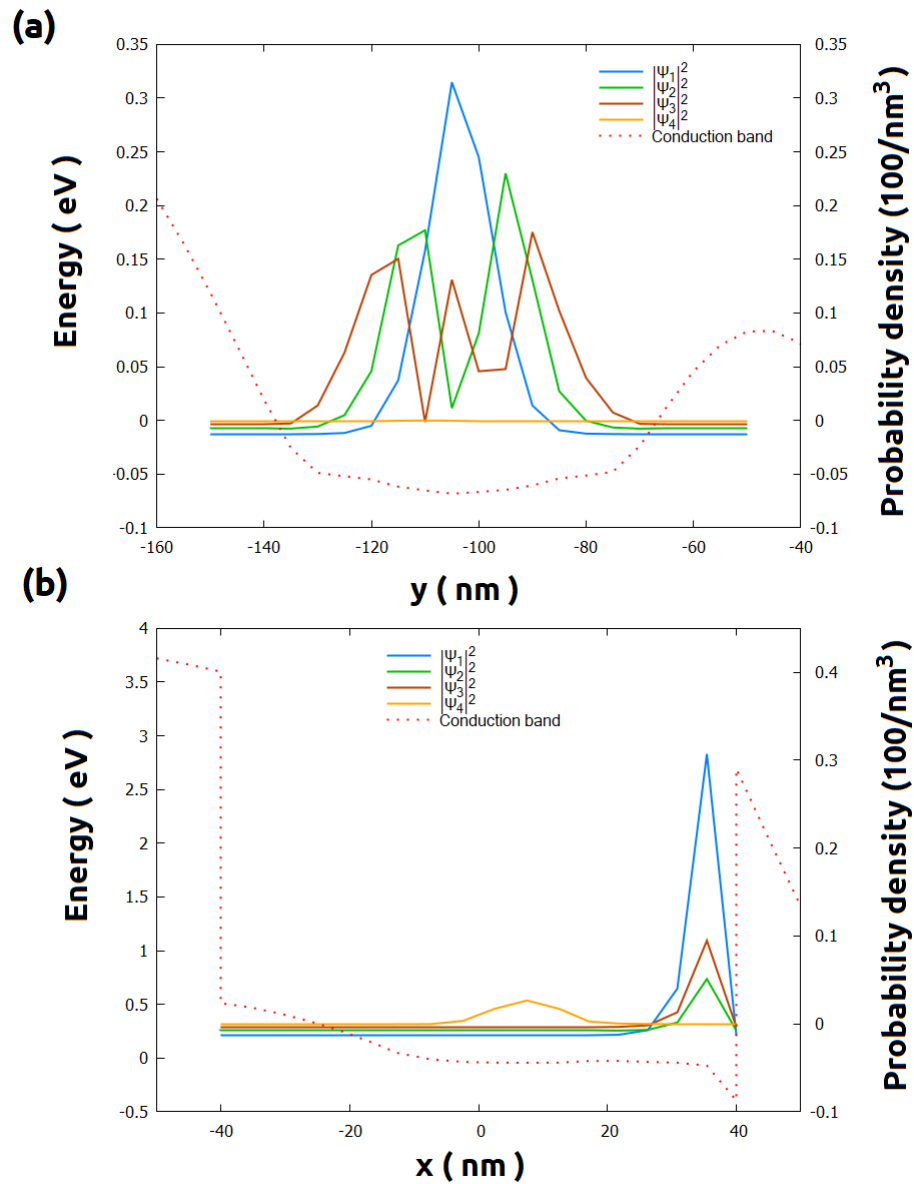 (a)
0.35
0.3
0.25
0.2
0.15
0.1
0.05
0
-0.05
-0.1
Energy ( eV )
|Ψ1|²
|Ψ2|²
|Ψ3|²
|Ψ4|²
Conduction band
0.35
0.3
0.25
0.2
0.15
0.1
0.05
0
-0.05
-0.1
Probability density (100/nm³)
-160 -140 -120 -100 -80 -60 -40
y ( nm )
(b)
4
3.5
3
2.5
2
1.5
1
0.5
0
-0.5
Energy ( eV )
|Ψ1|²
|Ψ2|²
|Ψ3|²
|Ψ4|²
Conduction band
0.4
0.3
0.2
0.1
0
-0.1
Probability density (100/nm³)
-40 -20 0 20 40
x ( nm )